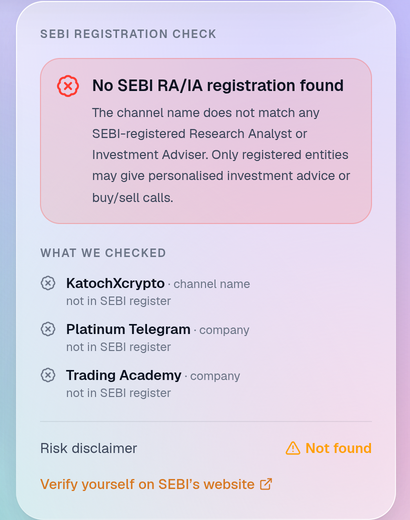 SEBI REGISTRATION CHECK
No SEBI RA/IA registration found
The channel name does not match any
SEBI-registered Research Analyst or
Investment Adviser. Only registered entities
may give personalised investment advice or
buy/sell calls.
WHAT WE CHECKED
KatochXcrypto · channel name
not in SEBI register
Platinum Telegram · company
not in SEBI register
Trading Academy · company
not in SEBI register
Risk disclaimer Not found
Verify yourself on SEBI's website